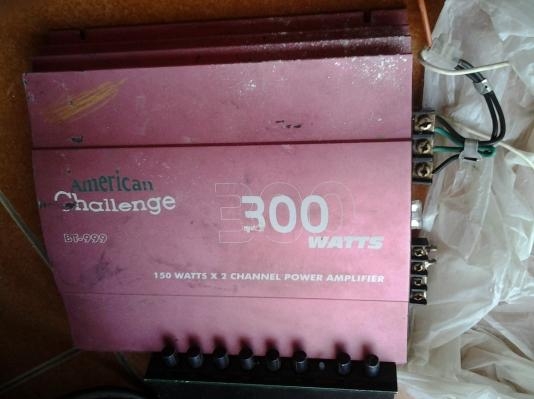 American
Challenge
300
WATTS
BT-999
150 WATTS X 2 CHANNEL POWER AMPLIFIER